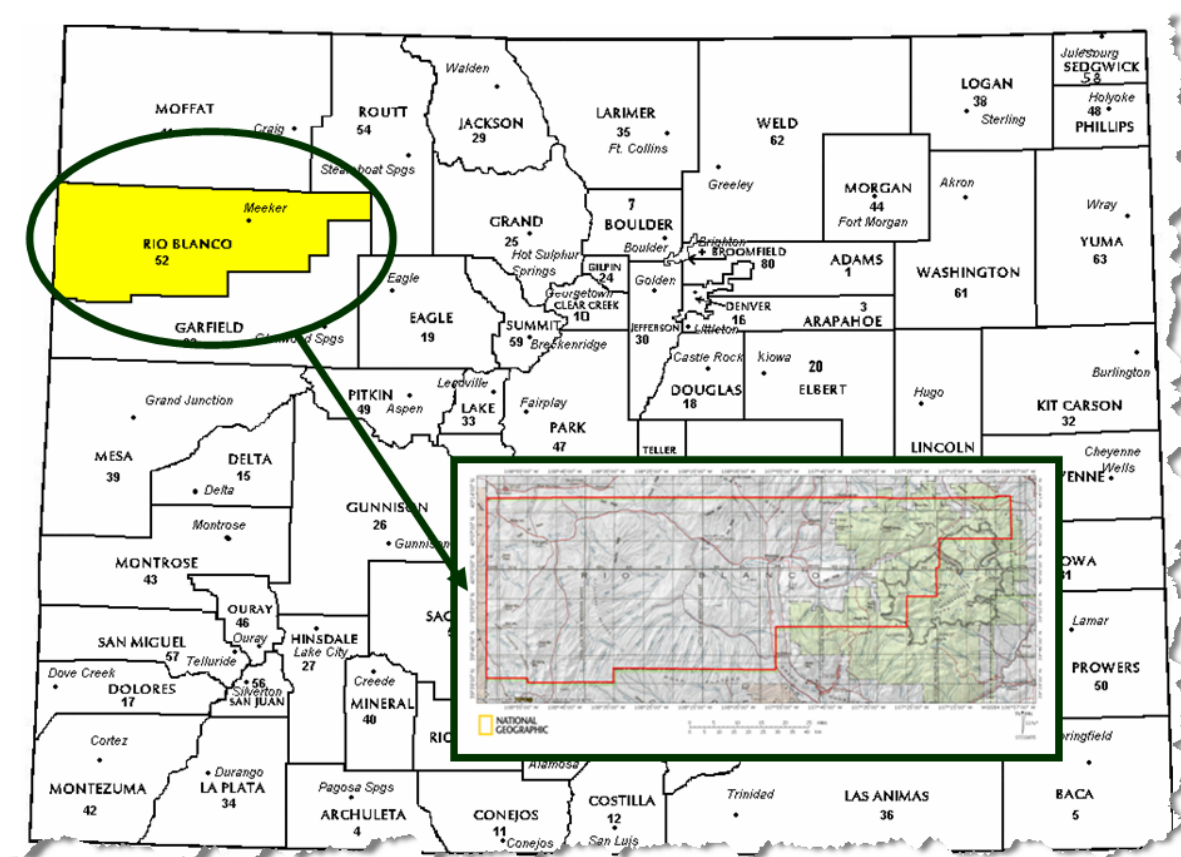 Julesburg
SEDGWICK
58
Walden
LOGAN
38
Sterling
Holyoke
48
PHILLIPS
MOFFAT
Craig
ROUTT
54
JACKSON
29
LARIMER
35
Ft. Collins
WELD
62
Steamboat Spgs
Greeley
MORGAN
44
Fort Morgan
Akron
Wray
YUMA
63
Meeker
RIO BLANCO
52
GRAND
25
Hot Sulphur
Springs
7
BOULDER
Boulder
Brighton
BROOMFIELD
80
ADAMS
1
WASHINGTON
61
GILPIN
24
Golden
Eagle
EAGLE
19
Georgetown
CLEAR CREEK
10
DENVER
16
3
ARAPAHOE
GARFIELD
Glenwood Spgs
SUMMIT
59
Breckenridge
JEFFERSON
30
Littleton
Castle Rock
DOUGLAS
18
kiowa
20
ELBERT
Hugo
Burlington
KIT CARSON
32
Grand Junction
PITKIN
49
Aspen
Leadville
LAKE
33
Fairplay
PARK
47
TELLER
LINCOLN
MESA
39
DELTA
15
Delta
Cheyenne
Wells
YENNE
GUNNISON
26
Gunnison
Montrose
MONTROSE
43
RIO BLANCO
OWA
31
OURAY
46
Ouray
SAN MIGUEL
57
Telluride
HINSDALE
Lake City
27
SAG
Lamar
PROWERS
50
Dove Creek
DOLORES
17
56
Silverton
SAN JUAN
Creede
MINERAL
40
RIO
NATIONAL
GEOGRAPHIC
Cortez
MONTEZUMA
42
Durango
LA PLATA
34
Pagosa Spgs
ARCHULETA
4
Alamosa
CONEJOS
11
Conejos
COSTILLA
12
San Luis
Trinidad
LAS ANIMAS
36
pringfield
BACA
5